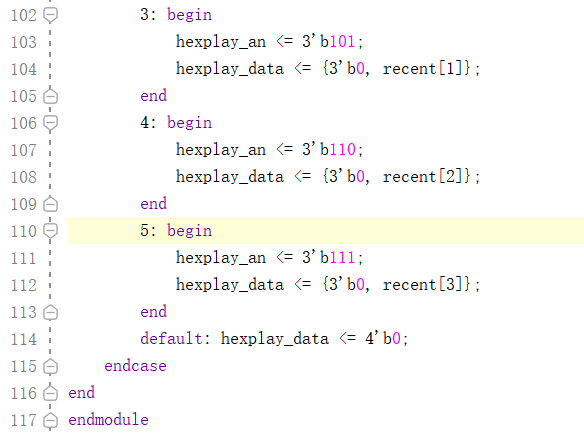 102 3: begin
103 hexplay_an <= 3'b101;
104 hexplay_data <= {3'b0, recent[1]};
105 end
106 4: begin
107 hexplay_an <= 3'b110;
108 hexplay_data <= {3'b0, recent[2]};
109 end
110 5: begin
111 hexplay_an <= 3'b111;
112 hexplay_data <= {3'b0, recent[3]};
113 end
114 default: hexplay_data <= 4'b0;
115 endcase
116 end
117 endmodule